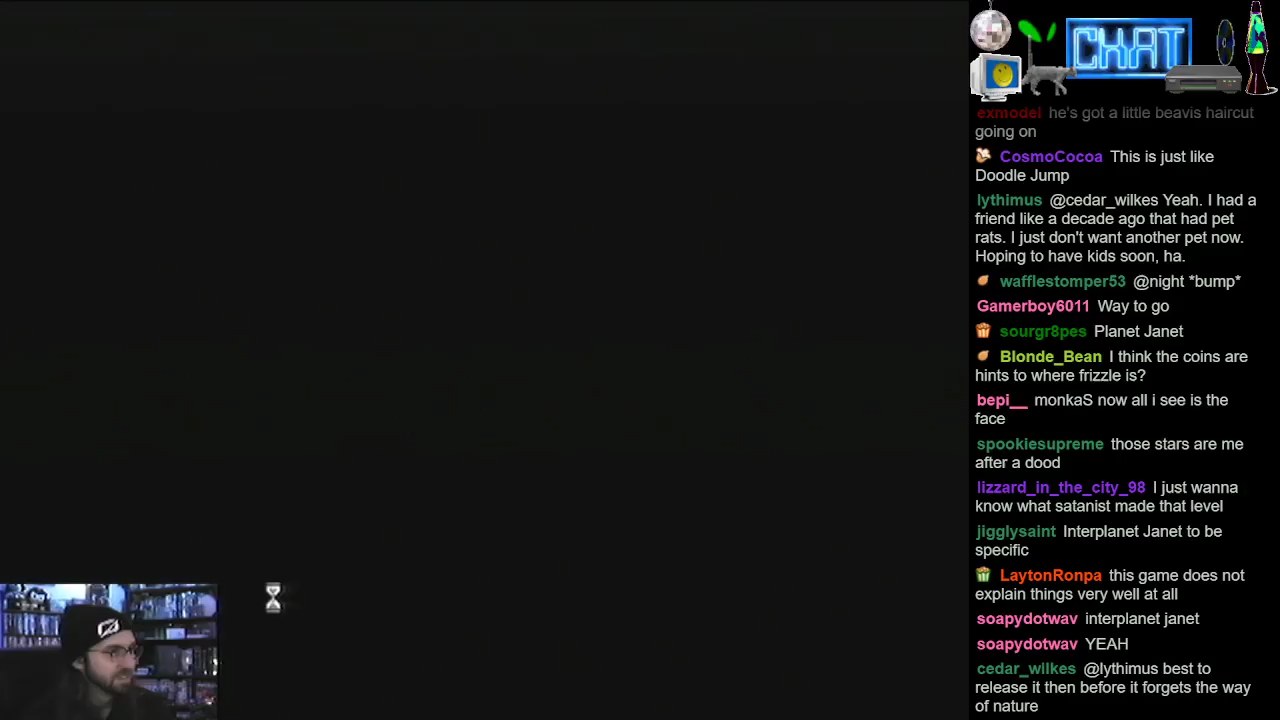 CHAT
exmodel he's got a little beavis haircut
going on
CosmoCocoa This is just like
Doodle Jump
lythimus @cedar_wilkes Yeah. I had a
friend like a decade ago that had pet
rats. I just don't want another pet now.
Hoping to have kids soon, ha.
wafflestomper53 @night *bump*
Gamerboy6011 Way to go
sourgr8pes Planet Janet
Blonde_Bean I think the coins are
hints to where frizzle is?
bepi__ monkaS now all i see is the
face
spookiesupreme those stars are me
after a dood
lizzard_in_the_city_98 I just wanna
know what satanist made that level
jigglysaint Interplanet Janet to be
specific
LaytonRonpa this game does not
explain things very well at all
soapydotwav interplanet janet
soapydotwav YEAH
cedar_wilkes @lythimus best to
release it then before it forgets the way
of nature